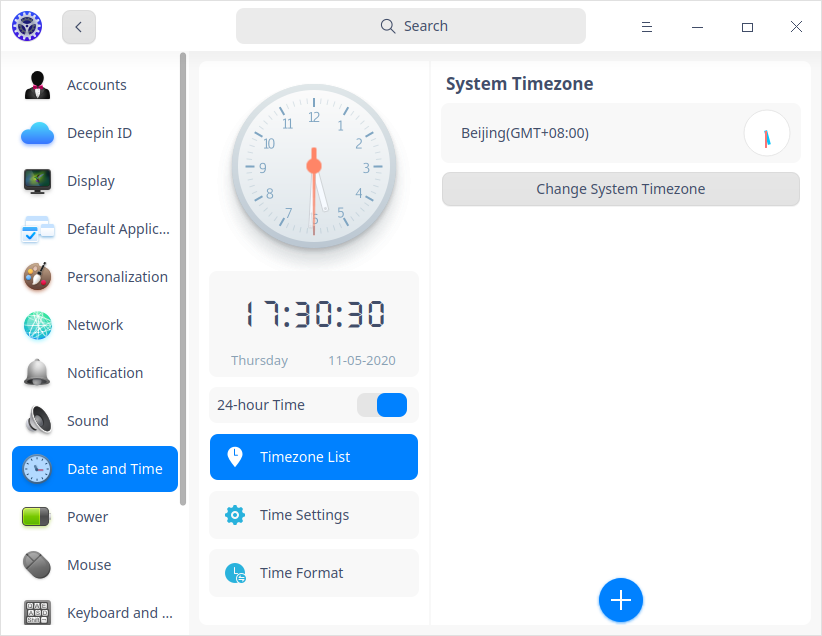 Search
Accounts
Deepin ID
Display
Default Applic...
Personalization
Network
Notification
Sound
Date and Time
Power
Mouse
Keyboard and ...
12
1
2
3
4
5
6
7
8
9
10
11
17:30:30
Thursday 11-05-2020
24-hour Time
Timezone List
Time Settings
Time Format
System Timezone
Beijing(GMT+08:00)
Change System Timezone